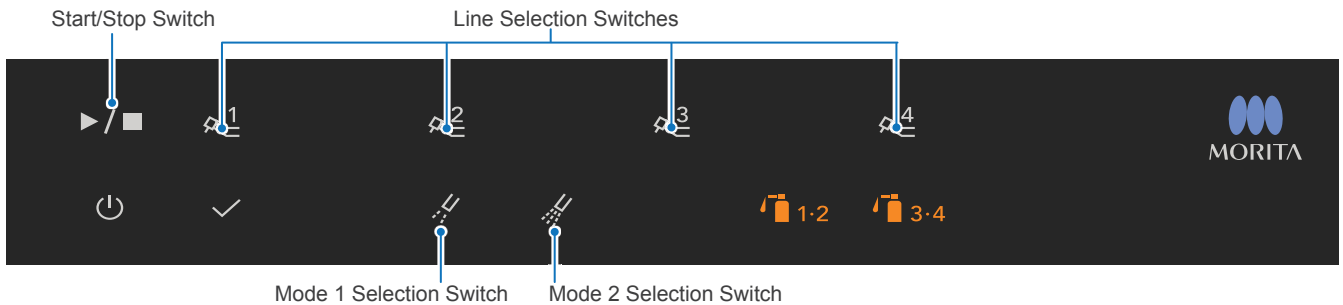 Start/Stop Switch Line Selection Switches
1 2 3 4
MORITA
1·2 3·4
Mode 1 Selection Switch Mode 2 Selection Switch